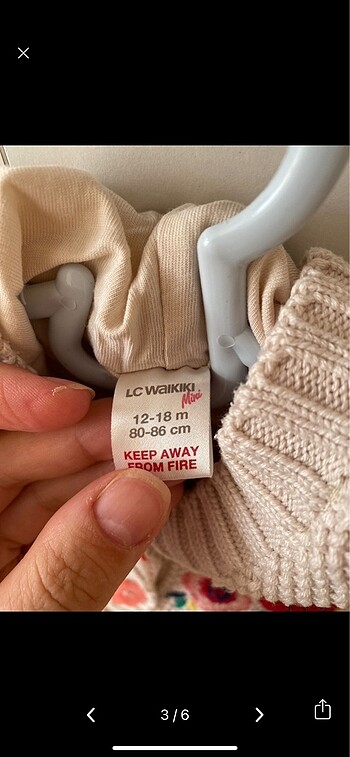 LC WAIKIKI
Mini
12-18 m
80-86 cm
KEEP AWAY
FROM FIRE
3/6